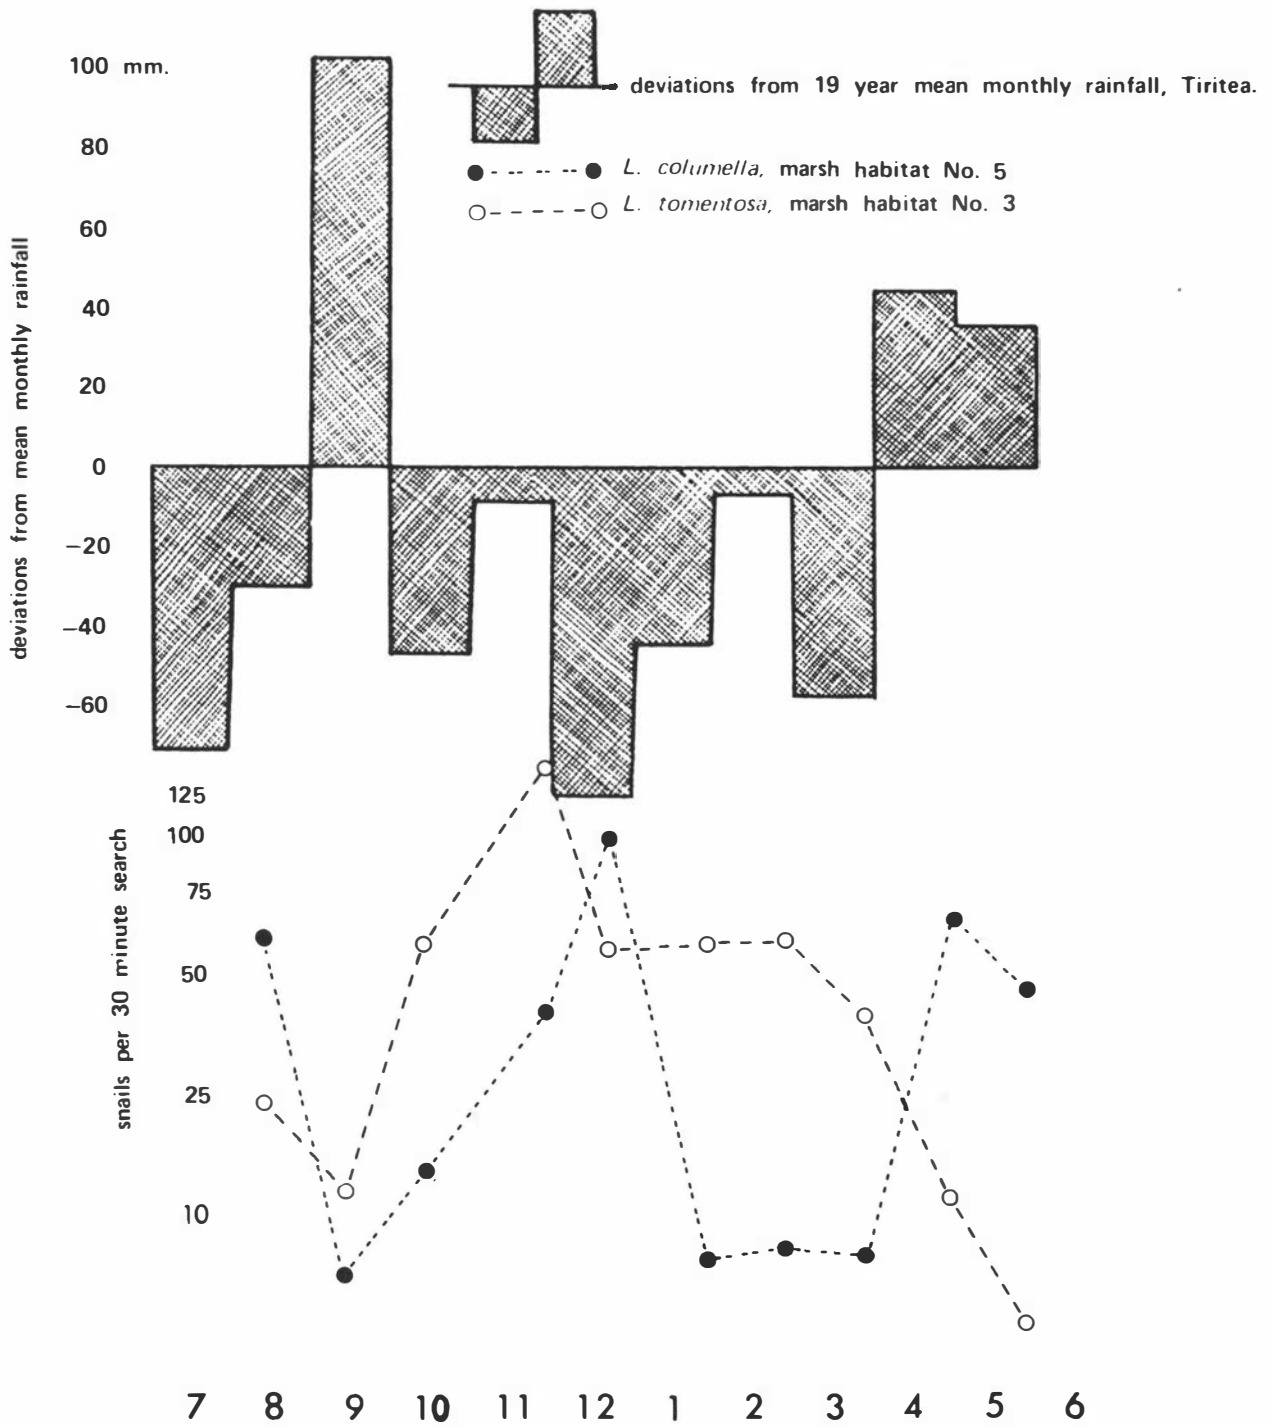 100 mm.
80
60
40
20
0
−20
−40
−60
deviations from mean monthly rainfall
deviations from 19 year mean monthly rainfall, Tiritea.
L. columella, marsh habitat No. 5
L. tomentosa, marsh habitat No. 3
125
100
75
50
25
10
snails per 30 minute search
7 8 9 10 11 12 1 2 3 4 5 6